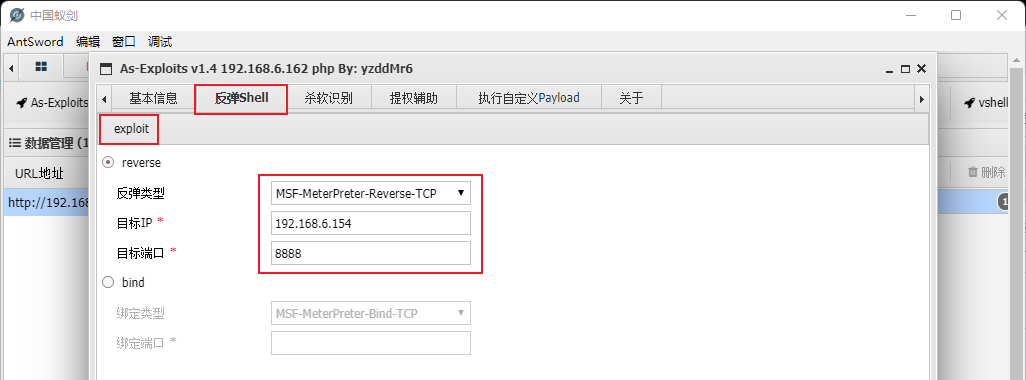 中国蚁剑
AntSword 编辑 窗口 调试
As-Exploits v1.4 192.168.6.162 php By: yzddMr6
As-Exploits 基本信息 反弹Shell 杀软识别 提权辅助 执行自定义Payload 关于 vshell
exploit
数据管理 (1
reverse
URL地址 删除
反弹类型 MSF-MeterPreter-Reverse-TCP
http://192.168 1
目标IP * 192.168.6.154
目标端口 * 8888
bind
绑定类型 MSF-MeterPreter-Bind-TCP
绑定端口 *